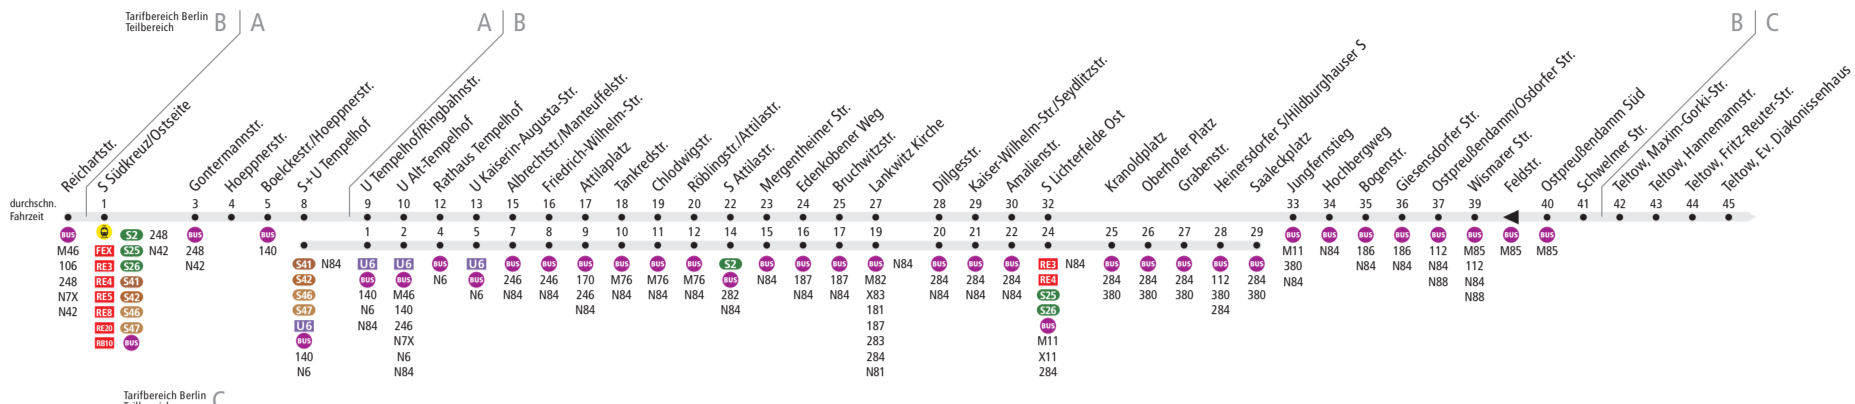 Tarifbereich Berlin
Teilbereich
B A
A B
B C
Reichartstr.
S Südkreuz/Ostseite
Gontermannstr.
Hoeppnerstr.
Boelckestr./Hoeppnerstr.
S+U Tempelhof
U Tempelhof/Ringbahnstr.
U Alt-Tempelhof
Rathaus Tempelhof
U Kaiserin-Augusta-Str.
Albrechtstr./Manteuffelstr.
Friedrich-Wilhelm-Str.
Attilaplatz
Tankredstr.
Chlodwigstr.
Röblingstr./Attilastr.
S Attilastr.
Mergentheimer Str.
Edenkobener Weg
Bruchwitzstr.
Lankwitz Kirche
Dillgesstr.
Kaiser-Wilhelm-Str./Seydlitzstr.
Amalienstr.
S Lichterfelde Ost
Kranoldplatz
Oberhofer Platz
Grabenstr.
Heinersdorfer S/Hildburghauser S
Saaleckplatz
Jungfernstieg
Hochbergweg
Bogenstr.
Giesensdorfer Str.
Ostpreußendamm/Osdorfer Str.
Wismarer Str.
Feldstr.
Ostpreußendamm Süd
Schwelmer Str.
Teltow, Maxim-Gorki-Str.
Teltow, Hannemannstr.
Teltow, Fritz-Reuter-Str.
Teltow, Ev. Diakonissenhaus
durchschn.
Fahrzeit
1 3 4 5 8 9 10 12 13 15 16 17 18 19 20 22 23 24 25 27 28 29 30 32 33 34 35 36 37 39 40 41 42 43 44 45
1 2 4 5 7 8 9 10 11 12 14 15 16 17 19 20 21 22 24 25 26 27 28 29
BUS
M46
106
248
N7X
N42
FEX
RE3
RE4
RE5
RE8
RE20
RB10
S2 248
S25 N42
S26
S41
S42
S46
S47
BUS
BUS
248
N42
BUS
140
S41 N84
S42
S46
S47
U6
BUS
140
N6
U6
BUS
140
N6
N84
U6
BUS
M46
140
246
N7X
N6
N84
BUS
N6
U6
BUS
N6
BUS
246
N84
BUS
246
N84
BUS
170
246
N84
BUS
M76
N84
BUS
M76
N84
BUS
M76
N84
S2
BUS
282
N84
BUS
N84
BUS
187
N84
BUS
187
N84
BUS N84
M82
X83
181
187
283
284
N81
BUS
284
N84
BUS
284
N84
BUS
284
N84
RE3 N84
RE4
S25
S26
BUS
M11
X11
284
BUS
284
380
BUS
284
380
BUS
284
380
BUS
112
380
284
BUS
284
380
BUS
M11
380
N84
BUS
N84
BUS
186
N84
BUS
186
N84
BUS
112
N84
N88
BUS
M85
112
N84
N88
BUS
M85
BUS
M85
Tarifbereich Berlin
C